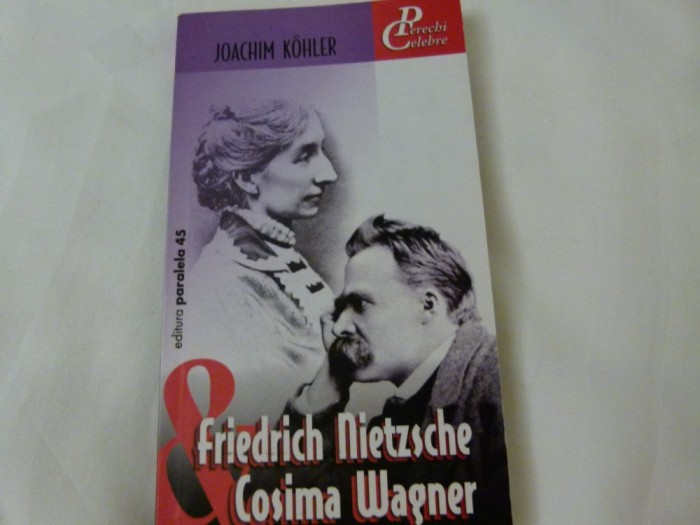 JOACHIM KÖHLER
Perechi
Celebre
editura paralela 45
&
Friedrich Nietzsche
Cosima Wagner